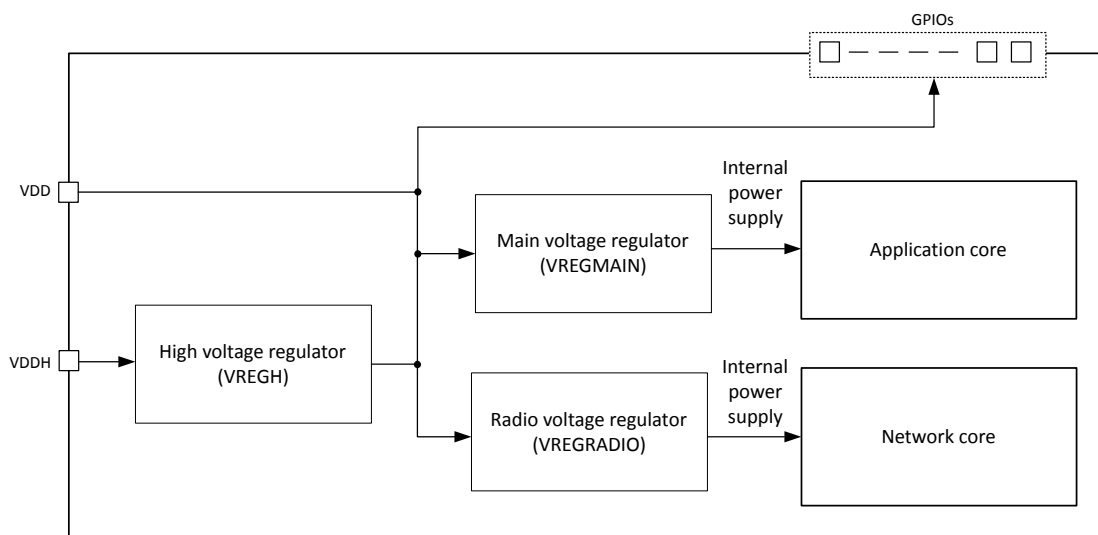 GPIOs
VDD
Internal
power
supply
Main voltage regulator
(VREGMAIN)
Application core
VDDH
High voltage regulator
(VREGH)
Internal
power
supply
Radio voltage regulator
(VREGRADIO)
Network core